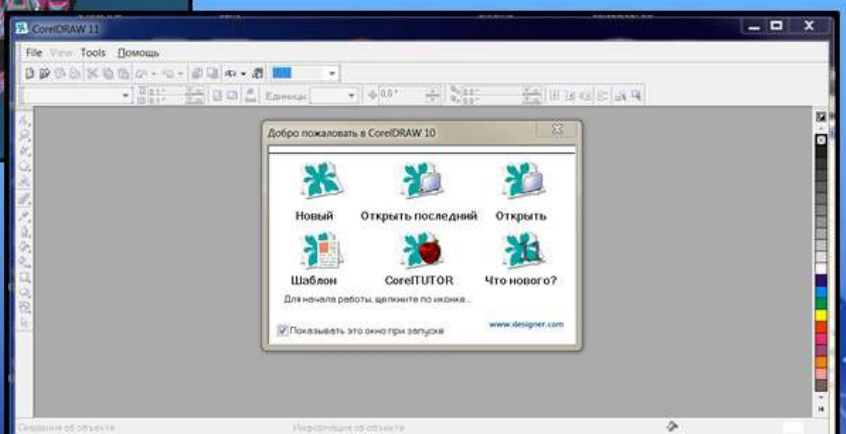 CorelDRAW 11
File View Tools Помощь
Единицы 0.0°
Добро пожаловать в CorelDRAW 10
Новый Открыть последний Открыть
Шаблон CorelTUTOR Что нового?
Для начала работы, щелкните по иконке...
Показывать это окно при запуске www.designer.com
Сведения об объекте Информация об объекте